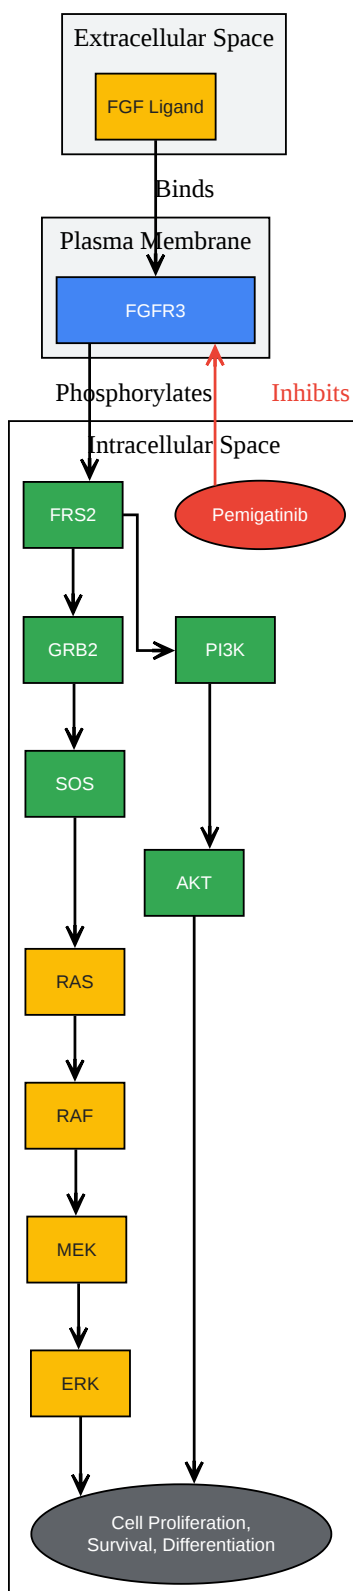 Extracellular Space
FGF Ligand
Binds
Plasma Membrane
FGFR3
Phosphorylates
Inhibits
Intracellular Space
FRS2
Pemigatinib
GRB2
PI3K
SOS
AKT
RAS
RAF
MEK
ERK
Cell Proliferation,
Survival, Differentiation